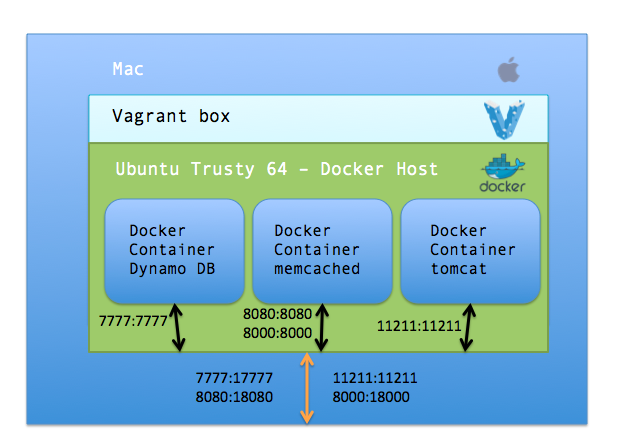 Mac
Vagrant box
Ubuntu Trusty 64 – Docker Host
docker
Docker
Container
Dynamo DB
Docker
Container
memcached
Docker
Container
tomcat
7777:7777
8080:8080
8000:8000
11211:11211
7777:17777
8080:18080
11211:11211
8000:18000